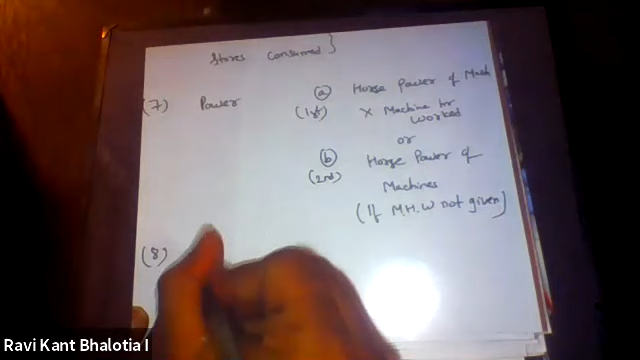 Stores Consumed }
(7) Power (a) Horse Power of Mach
(1st) X Machine hr
Worked
or
(b) Horse Power of
(2nd) Machines
(If M.H.W not given)
(8)
Ravi Kant Bhalotia I